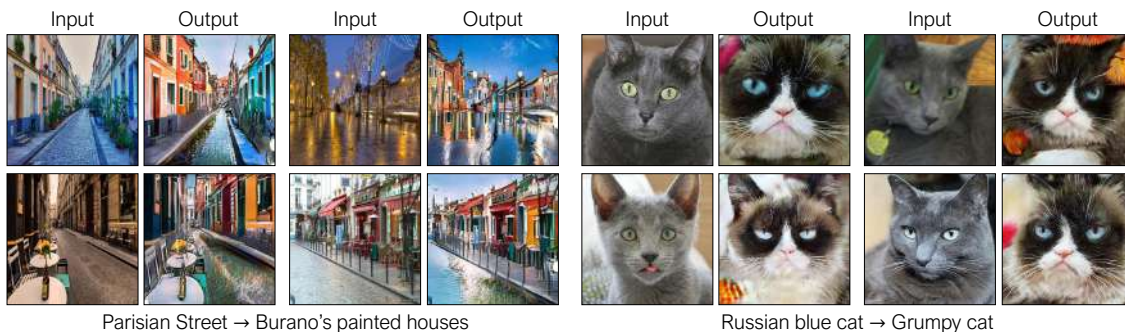 Input Output Input Output Input Output Input Output
Parisian Street → Burano's painted houses
Russian blue cat → Grumpy cat